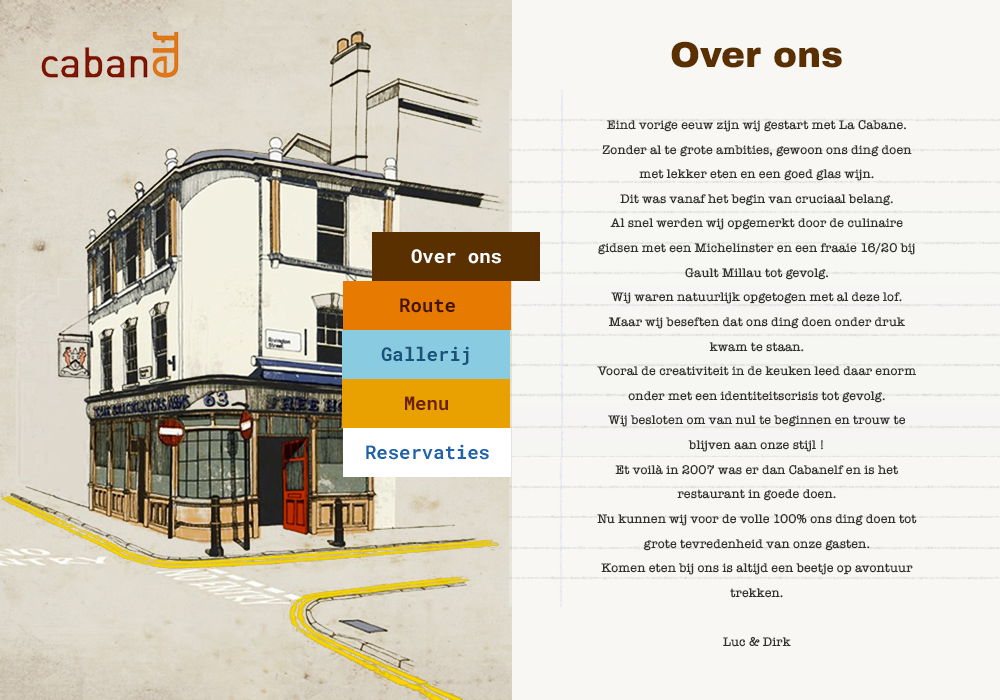 cabanelf
Over ons
Eind vorige eeuw zijn wij gestart met La Cabane.
Zonder al te grote ambities, gewoon ons ding doen
met lekker eten en een goed glas wijn.
Dit was vanaf het begin van cruciaal belang.
Al snel werden wij opgemerkt door de culinaire
gidsen met een Michelinster en een fraaie 16/20 bij
Gault Millau tot gevolg.
Wij waren natuurlijk opgetogen met al deze lof.
Maar wij beseften dat ons ding doen onder druk
kwam te staan.
Vooral de creativiteit in de keuken leed daar enorm
onder met een identiteitscrisis tot gevolg.
Wij besloten om van nul te beginnen en trouw te
blijven aan onze stijl !
Et voilà in 2007 was er dan Cabanelf en is het
restaurant in goede doen.
Nu kunnen wij voor de volle 100% ons ding doen tot
grote tevredenheid van onze gasten.
Komen eten bij ons is altijd een beetje op avontuur
trekken.
Luc & Dirk
Over ons
Route
Gallerij
Menu
Reservaties
Rivington
Street
63